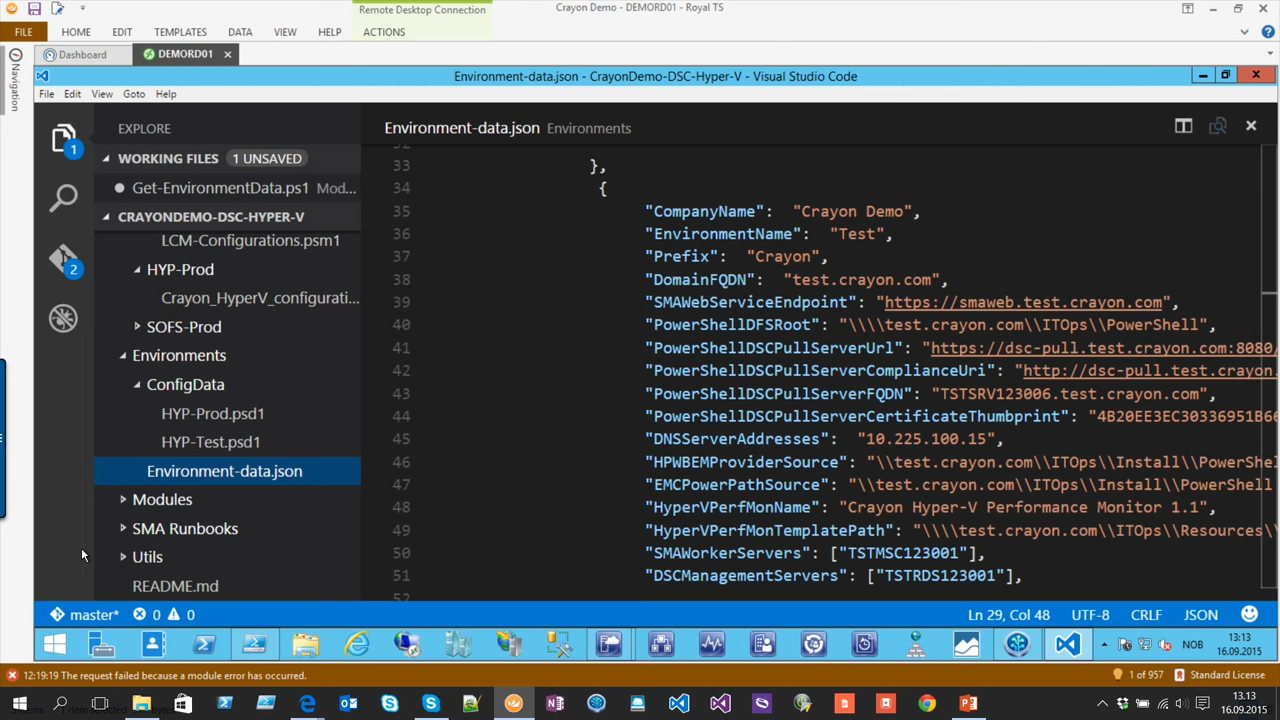 Remote Desktop Connection
Crayon Demo - DEMORD01 - Royal TS
FILE HOME EDIT TEMPLATES DATA VIEW HELP ACTIONS
Navigation
Dashboard DEMORD01
Environment-data.json - CrayonDemo-DSC-Hyper-V - Visual Studio Code
File Edit View Goto Help
EXPLORE
WORKING FILES 1 UNSAVED
Get-EnvironmentData.ps1 Mod...
CRAYONDEMO-DSC-HYPER-V
LCM-Configurations.psm1
HYP-Prod
Crayon_HyperV_configurati...
SOFS-Prod
Environments
ConfigData
HYP-Prod.psd1
HYP-Test.psd1
Environment-data.json
Modules
SMA Runbooks
Utils
README.md
1
2
Environment-data.json Environments
32
33 },
34 {
35 "CompanyName": "Crayon Demo",
36 "EnvironmentName": "Test",
37 "Prefix": "Crayon",
38 "DomainFQDN": "test.crayon.com",
39 "SMAWebServiceEndpoint": "https://smaweb.test.crayon.com",
40 "PowerShellDFSRoot": "\\\\test.crayon.com\\ITOps\\PowerShell",
41 "PowerShellDSCPullServerUrl": "https://dsc-pull.test.crayon.com:8080/
42 "PowerShellDSCPullServerComplianceUri": "http://dsc-pull.test.crayon.
43 "PowerShellDSCPullServerFQDN": "TSTSRV123006.test.crayon.com",
44 "PowerShellDSCPullServerCertificateThumbprint": "4B20EE3EC30336951B66
45 "DNSServerAddresses": "10.225.100.15",
46 "HPWBEMProviderSource": "\\test.crayon.com\\ITOps\\Install\\PowerShe
47 "EMCPowerPathSource": "\\test.crayon.com\\ITOps\\Install\\PowerShell
48 "HyperVPerfMonName": "Crayon Hyper-V Performance Monitor 1.1",
49 "HyperVPerfMonTemplatePath": "\\\\test.crayon.com\\ITOps\\Resources\\
50 "SMAWorkerServers": ["TSTMSC123001"],
51 "DSCManagementServers": ["TSTRDS123001"],
52
master* 0 0 Ln 29, Col 48 UTF-8 CRLF JSON
NOB 13:13
16.09.2015
12:19:19 The request failed because a module error has occurred. 1 of 957 Standard License
13.13
16.09.2015